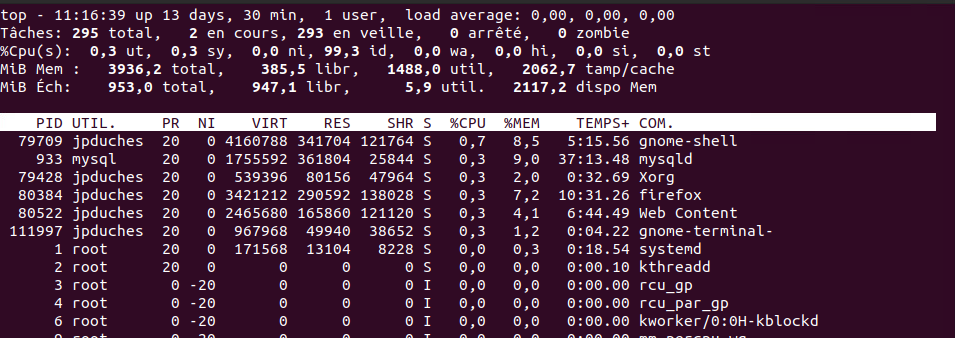 top - 11:16:39 up 13 days, 30 min,  1 user,  load average: 0,00, 0,00, 0,00
Tâches: 295 total,   2 en cours, 293 en veille,   0 arrêté,   0 zombie
%Cpu(s):  0,3 ut,  0,3 sy,  0,0 ni, 99,3 id,  0,0 wa,  0,0 hi,  0,0 si,  0,0 st
MiB Mem :   3936,2 total,    385,5 libr,   1488,0 util,   2062,7 tamp/cache
MiB Éch:    953,0 total,    947,1 libr,      5,9 util.   2117,2 dispo Mem
PID UTIL.     PR  NI    VIRT    RES    SHR S  %CPU  %MEM    TEMPS+ COM.
79709 jpduches  20   0 4160788 341704 121764 S   0,7   8,5   5:15.56 gnome-shell
933 mysql     20   0 1755592 361804  25844 S   0,3   9,0  37:13.48 mysqld
79428 jpduches  20   0  539396  80156  47964 S   0,3   2,0   0:32.69 Xorg
80384 jpduches  20   0 3421212 290592 138028 S   0,3   7,2  10:31.26 firefox
80522 jpduches  20   0 2465680 165860 121120 S   0,3   4,1   6:44.49 Web Content
111997 jpduches  20   0  967968  49940  38652 S   0,3   1,2   0:04.22 gnome-terminal-
1 root      20   0  171568  13104   8228 S   0,0   0,3   0:18.54 systemd
2 root      20   0       0      0      0 S   0,0   0,0   0:00.10 kthreadd
3 root       0 -20       0      0      0 I   0,0   0,0   0:00.00 rcu_gp
4 root       0 -20       0      0      0 I   0,0   0,0   0:00.00 rcu_par_gp
6 root       0 -20       0      0      0 I   0,0   0,0   0:00.00 kworker/0:0H-kblockd